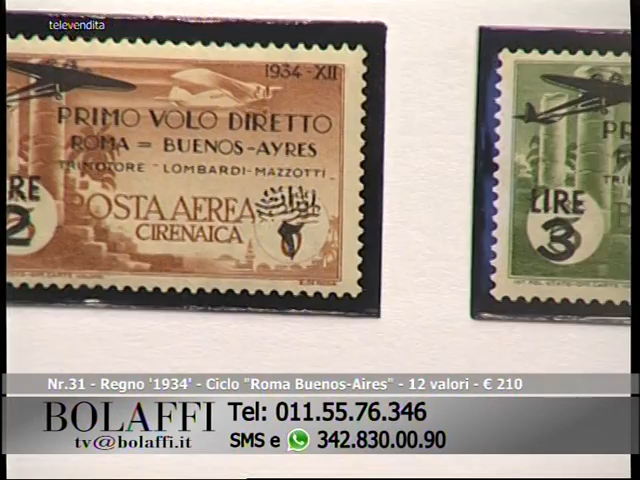 televendita
1934-XII
PRIMO VOLO DIRETTO
ROMA = BUENOS-AYRES
TRIMOTORE LOMBARDI-MAZZOTTI
POSTA AEREA
CIRENAICA
2
LIRE
3
Nr.31 - Regno '1934' - Ciclo "Roma Buenos-Aires" - 12 valori - € 210
BOLAFFI
tv@bolaffi.it
Tel: 011.55.76.346
SMS e 342.830.00.90